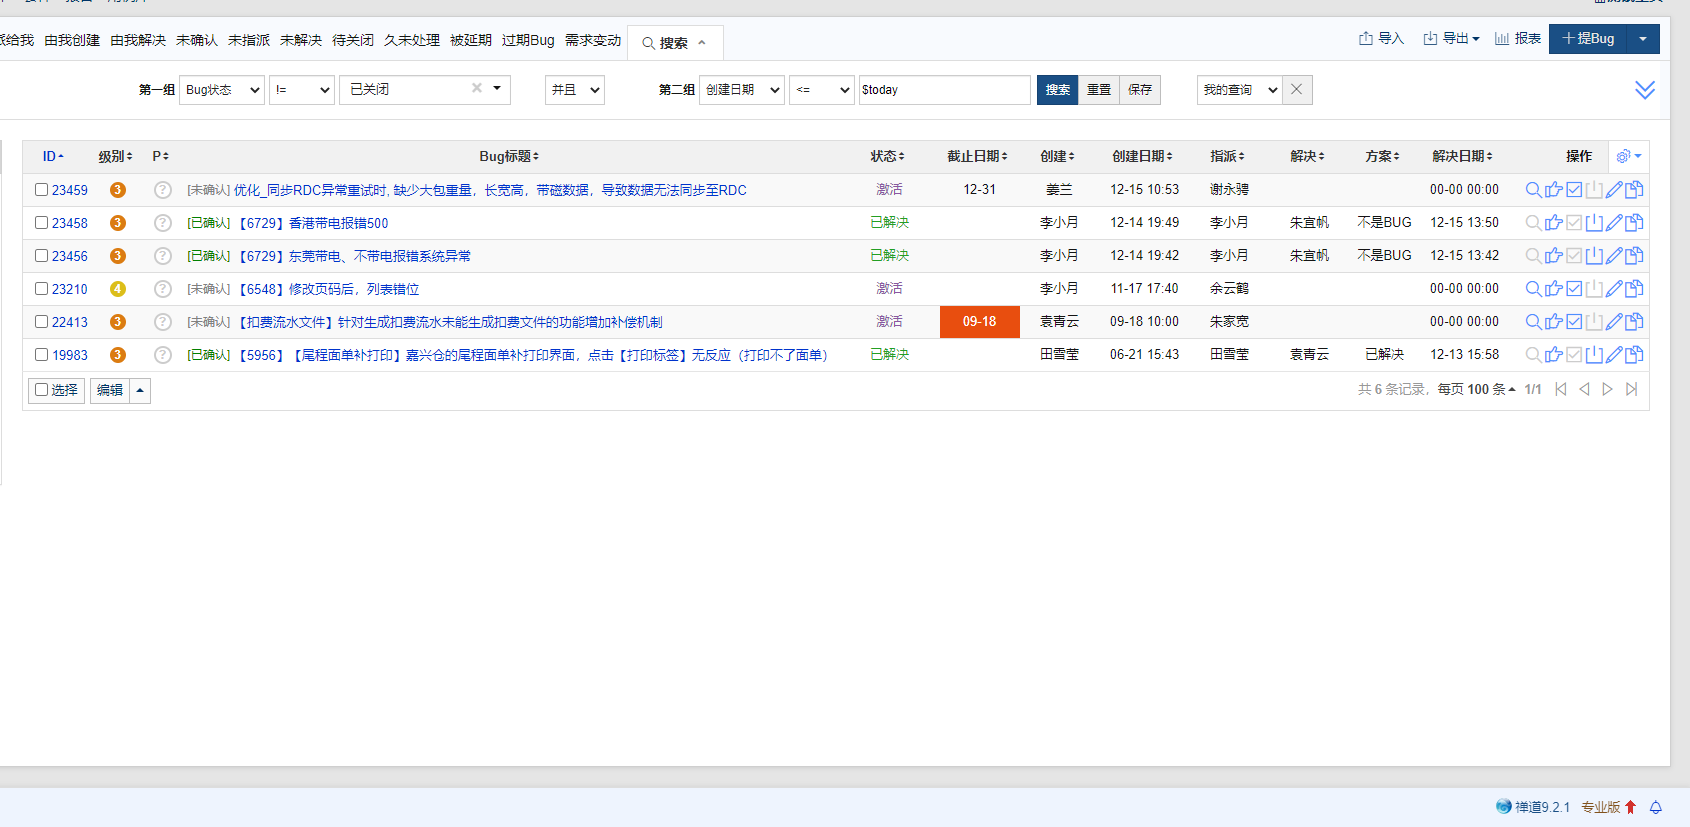 派给我 由我创建 由我解决 未确认 未指派 未解决 待关闭 久未处理 被延期 过期Bug 需求变动 搜索 导入 导出 报表 提Bug
第一组 Bug状态 != 已关闭 并且 第二组 创建日期 <= $today 搜索 重置 保存 我的查询
ID 级别 P Bug标题 状态 截止日期 创建 创建日期 指派 解决 方案 解决日期 操作
23459 3 ? [未确认] 优化_同步RDC异常重试时, 缺少大包重量，长宽高，带磁数据，导致数据无法同步至RDC 激活 12-31 姜兰 12-15 10:53 谢永骋 00-00 00:00
23458 3 ? [已确认] 【6729】香港带电报错500 已解决 李小月 12-14 19:49 李小月 朱宜帆 不是BUG 12-15 13:50
23456 3 ? [已确认] 【6729】东莞带电、不带电报错系统异常 已解决 李小月 12-14 19:42 李小月 朱宜帆 不是BUG 12-15 13:42
23210 4 ? [未确认] 【6548】修改页码后，列表错位 激活 李小月 11-17 17:40 余云鹤 00-00 00:00
22413 3 ? [未确认] 【扣费流水文件】针对生成扣费流水未能生成扣费文件的功能增加补偿机制 激活 09-18 袁青云 09-18 10:00 朱家宽 00-00 00:00
19983 3 ? [已确认] 【5956】【尾程面单补打印】嘉兴仓的尾程面单补打印界面，点击【打印标签】无反应（打印不了面单） 已解决 田雪莹 06-21 15:43 田雪莹 袁青云 已解决 12-13 15:58
选择 编辑 共 6 条记录，每页 100 条 1/1
禅道9.2.1 专业版